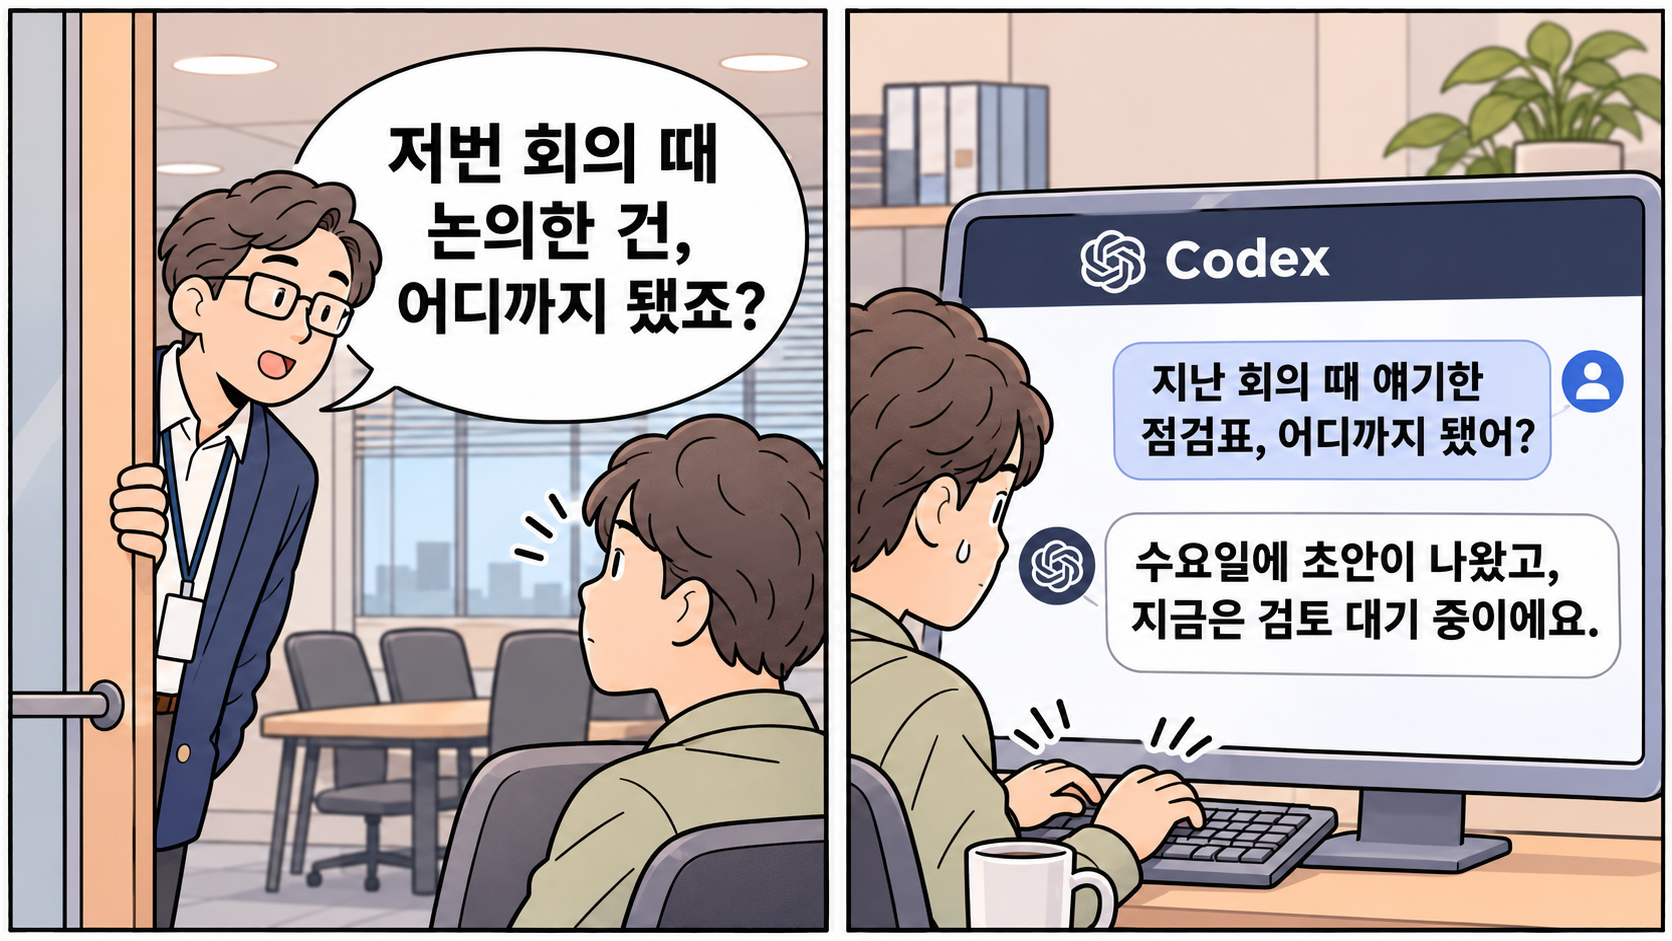 저번 회의 때
논의한 건,
어디까지 됐죠?
Codex
지난 회의 때 얘기한
점검표, 어디까지 됐어?
수요일에 초안이 나왔고,
지금은 검토 대기 중이에요.